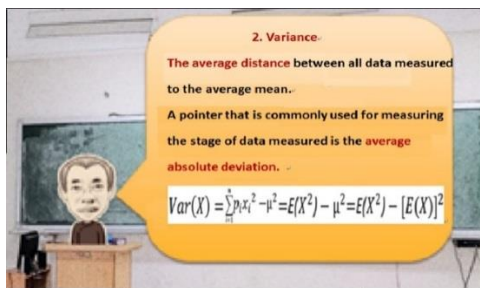 2. Variance
The average distance between all data measured
to the average mean.
A pointer that is commonly used for measuring
the stage of data measured is the average
absolute deviation.
Var(X) = ∑ᵢ₌₁ⁿ pᵢxᵢ² − μ² = E(X²) − μ² = E(X²) − [E(X)]²